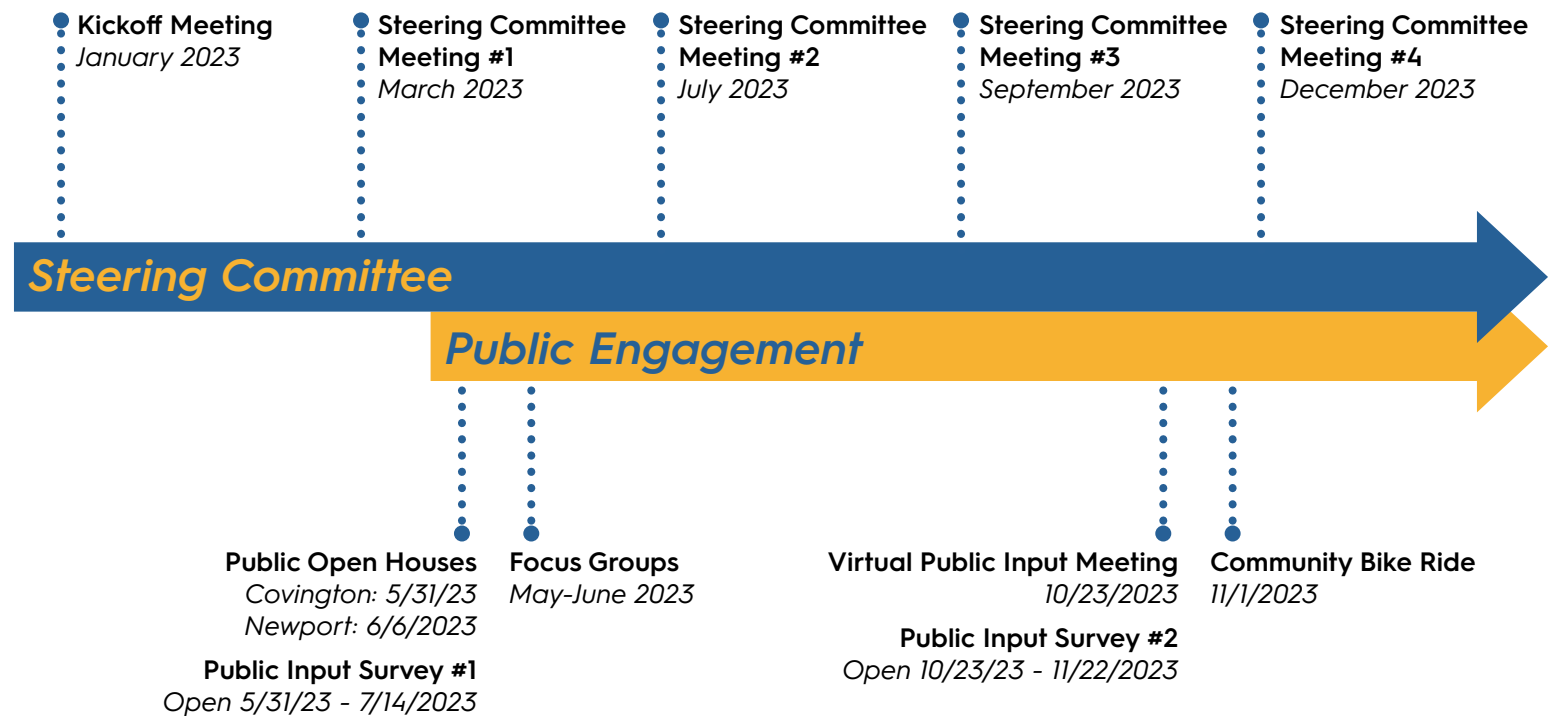 Kickoff Meeting
January 2023
Steering Committee
Meeting #1
March 2023
Steering Committee
Meeting #2
July 2023
Steering Committee
Meeting #3
September 2023
Steering Committee
Meeting #4
December 2023
Steering Committee
Public Engagement
Public Open Houses
Covington: 5/31/23
Newport: 6/6/2023
Public Input Survey #1
Open 5/31/23 - 7/14/2023
Focus Groups
May-June 2023
Virtual Public Input Meeting
10/23/2023
Public Input Survey #2
Open 10/23/23 - 11/22/2023
Community Bike Ride
11/1/2023